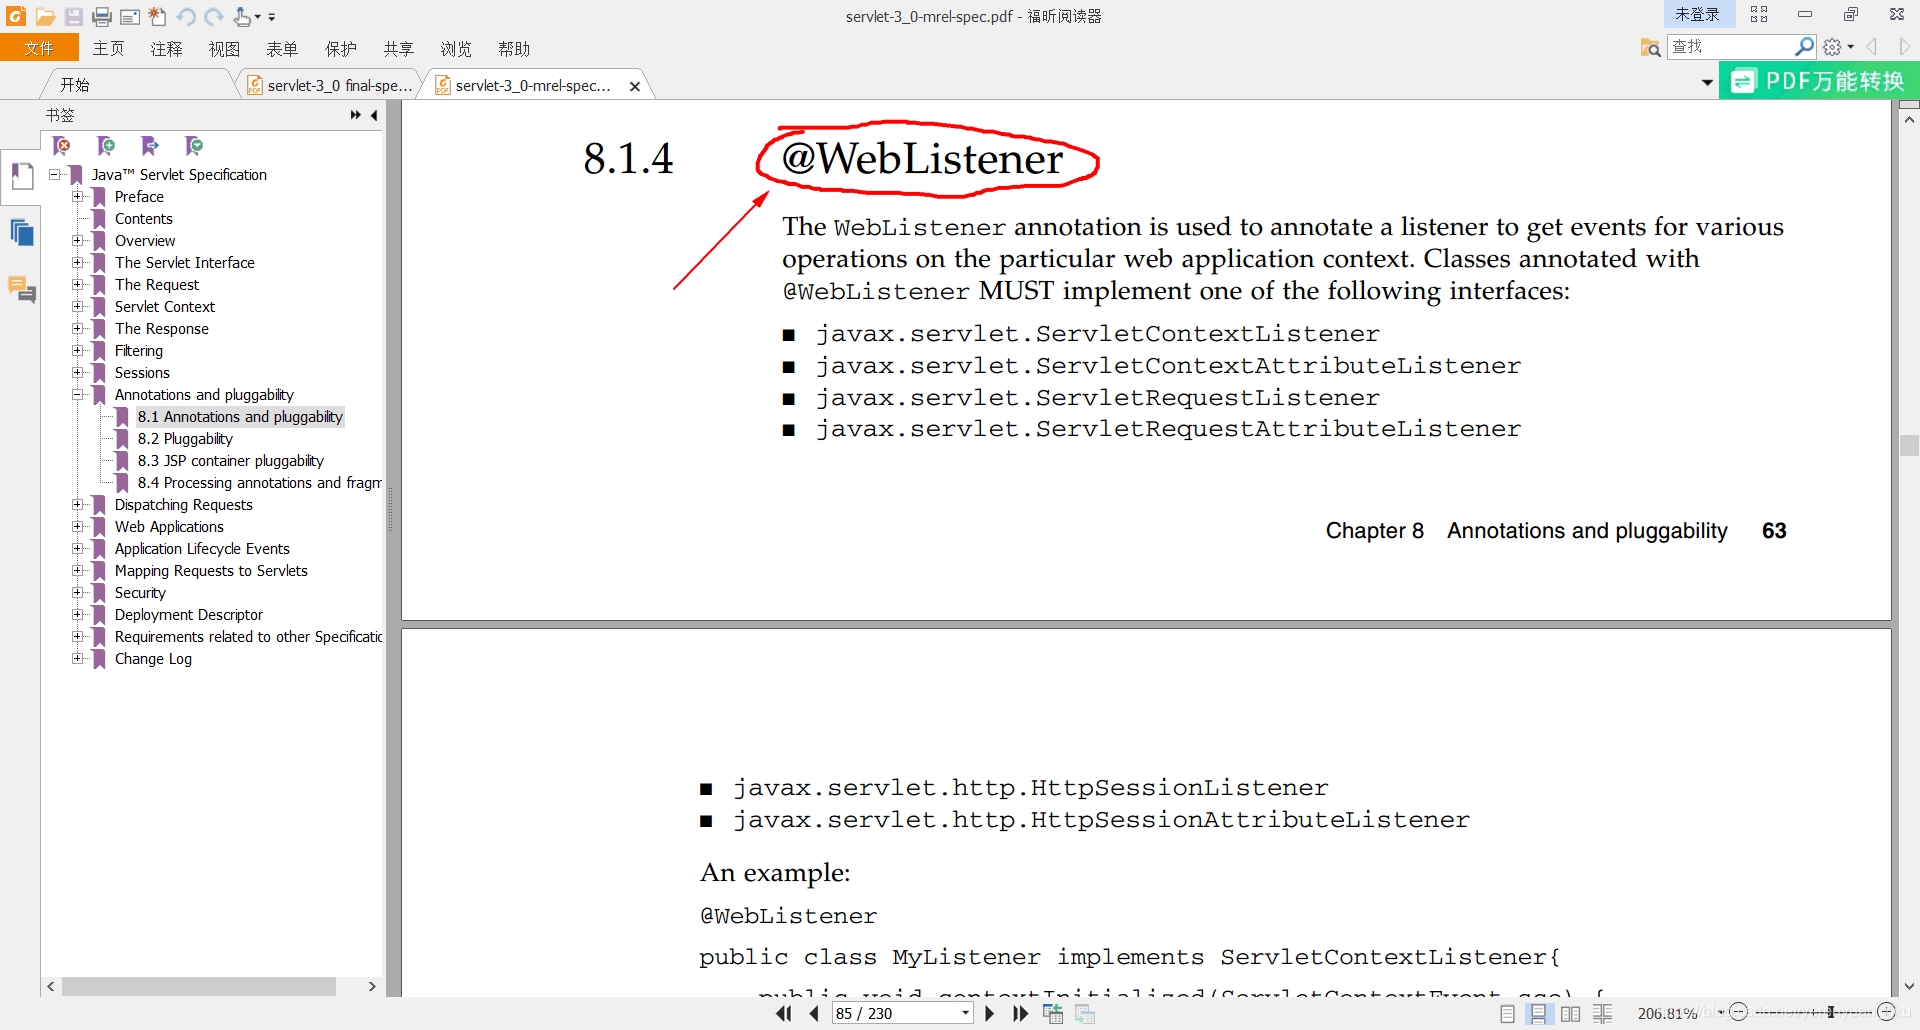 servlet-3_0-mrel-spec.pdf - 福昕阅读器
未登录
文件 主页 注释 视图 表单 保护 共享 浏览 帮助
查找
开始
servlet-3_0 final-spe...
servlet-3_0-mrel-spec...
PDF万能转换
书签
Java™ Servlet Specification
Preface
Contents
Overview
The Servlet Interface
The Request
Servlet Context
The Response
Filtering
Sessions
Annotations and pluggability
8.1 Annotations and pluggability
8.2 Pluggability
8.3 JSP container pluggability
8.4 Processing annotations and fragm
Dispatching Requests
Web Applications
Application Lifecycle Events
Mapping Requests to Servlets
Security
Deployment Descriptor
Requirements related to other Specificatio
Change Log
8.1.4 @WebListener
The WebListener annotation is used to annotate a listener to get events for various
operations on the particular web application context. Classes annotated with
@WebListener MUST implement one of the following interfaces:
■ javax.servlet.ServletContextListener
■ javax.servlet.ServletContextAttributeListener
■ javax.servlet.ServletRequestListener
■ javax.servlet.ServletRequestAttributeListener
Chapter 8 Annotations and pluggability 63
■ javax.servlet.http.HttpSessionListener
■ javax.servlet.http.HttpSessionAttributeListener
An example:
@WebListener
public class MyListener implements ServletContextListener{
public void contextInitialized(ServletContextEvent sce) {
85 / 230
206.81%